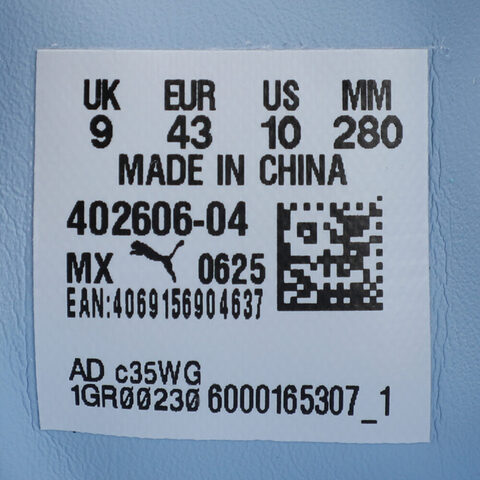 UK EUR US MM
9 43 10 280
MADE IN CHINA
402606-04
MX 0625
EAN:4069156904637
AD c35WG
1GR00230 6000165307_1